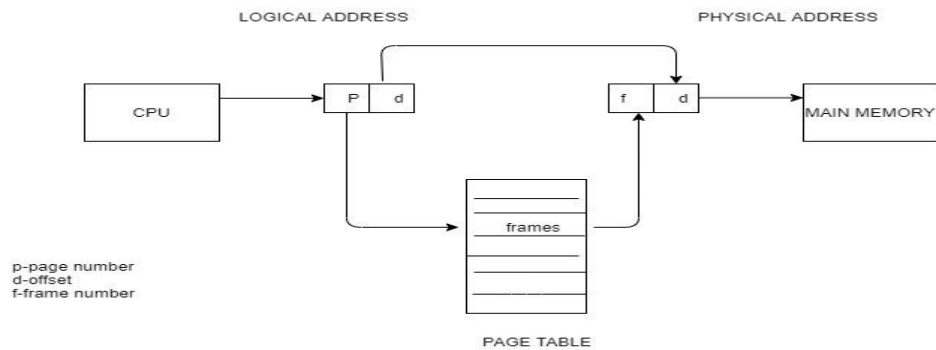 LOGICAL ADDRESS
PHYSICAL ADDRESS
CPU
P d
f d
MAIN MEMORY
frames
p-page number
d-offset
f-frame number
PAGE TABLE